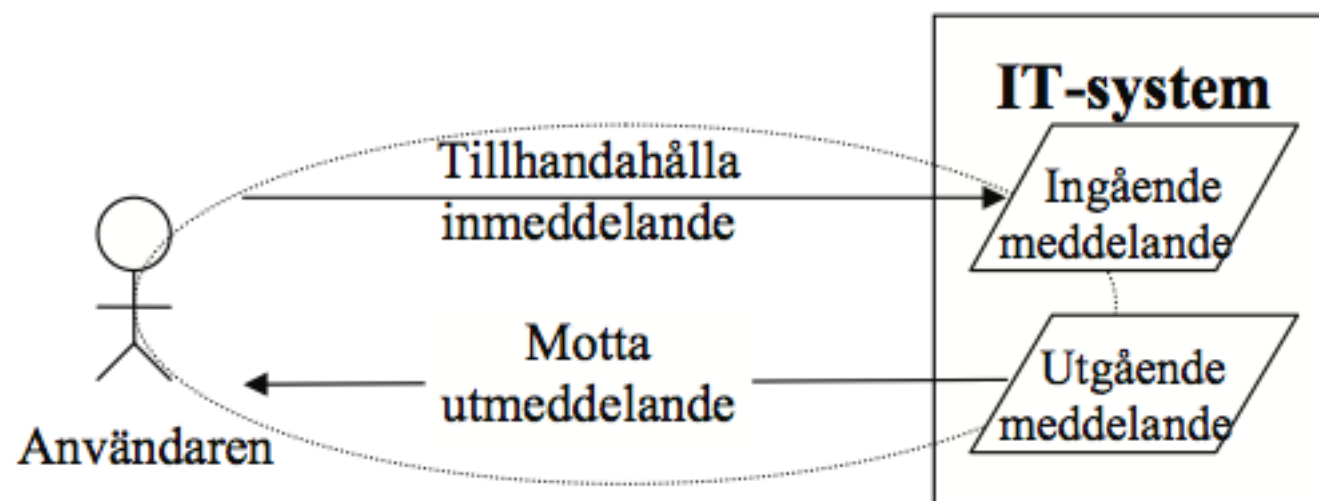 IT-system
Tillhandahålla
inmeddelande
Ingående
meddelande
Motta
utmeddelande
Utgående
meddelande
Användaren